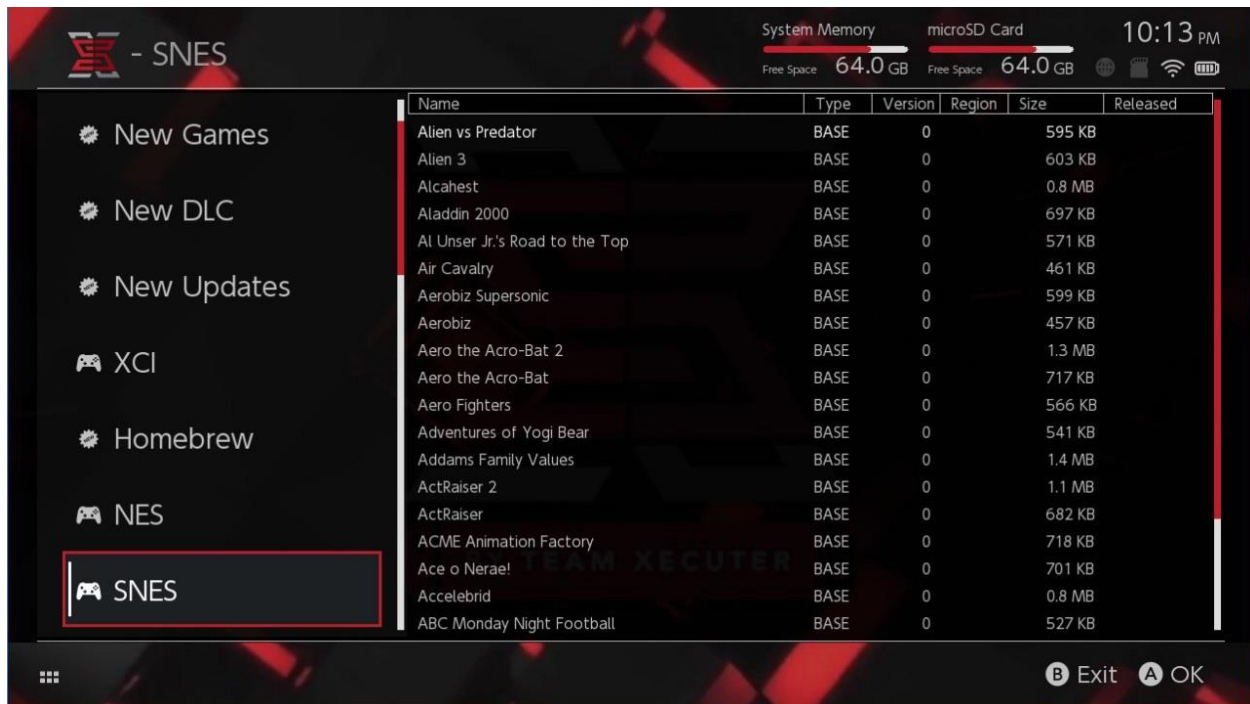 - SNES
System Memory
Free Space 64.0 GB
microSD Card
Free Space 64.0 GB
10:13 PM
New Games
New DLC
New Updates
XCI
Homebrew
NES
SNES
Name Type Version Region Size Released
Alien vs Predator BASE 0 595 KB
Alien 3 BASE 0 603 KB
Alcahest BASE 0 0.8 MB
Aladdin 2000 BASE 0 697 KB
Al Unser Jr.'s Road to the Top BASE 0 571 KB
Air Cavalry BASE 0 461 KB
Aerobiz Supersonic BASE 0 599 KB
Aerobiz BASE 0 457 KB
Aero the Acro-Bat 2 BASE 0 1.3 MB
Aero the Acro-Bat BASE 0 717 KB
Aero Fighters BASE 0 566 KB
Adventures of Yogi Bear BASE 0 541 KB
Addams Family Values BASE 0 1.4 MB
ActRaiser 2 BASE 0 1.1 MB
ActRaiser BASE 0 682 KB
ACME Animation Factory BASE 0 718 KB
Ace o Nerae! BASE 0 701 KB
Accelebrid BASE 0 0.8 MB
ABC Monday Night Football BASE 0 527 KB
BY TEAM XECUTER
B Exit A OK